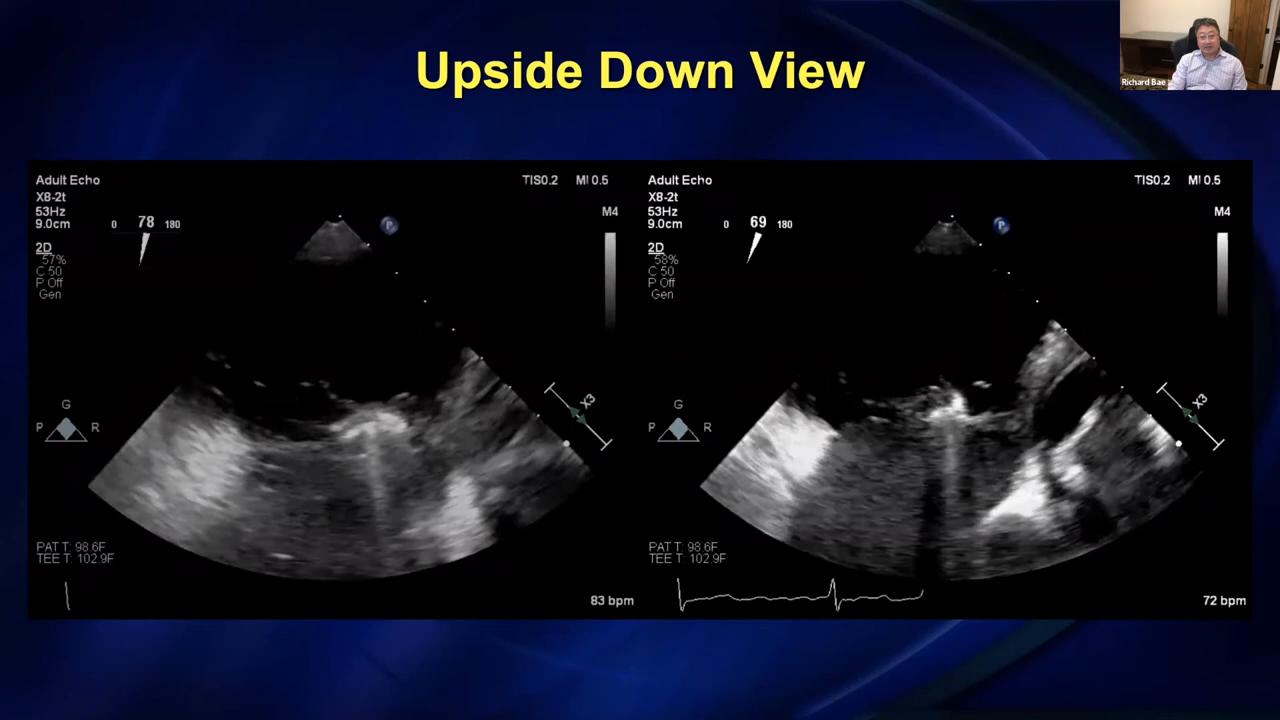 Upside Down View
Richard Bae
Adult Echo
X8-2t
53Hz
9.0cm
2D
57%
C 50
P Off
Gen
0 78 180
P
TIS0.2 MI 0.5
M4
G
P R
X3
PAT T: 98.6F
TEE T: 102.9F
83 bpm
Adult Echo
X8-2t
53Hz
9.0cm
2D
58%
C 50
P Off
Gen
0 69 180
P
TIS0.2 MI 0.5
M4
G
P R
X3
PAT T: 98.6F
TEE T: 102.9F
72 bpm